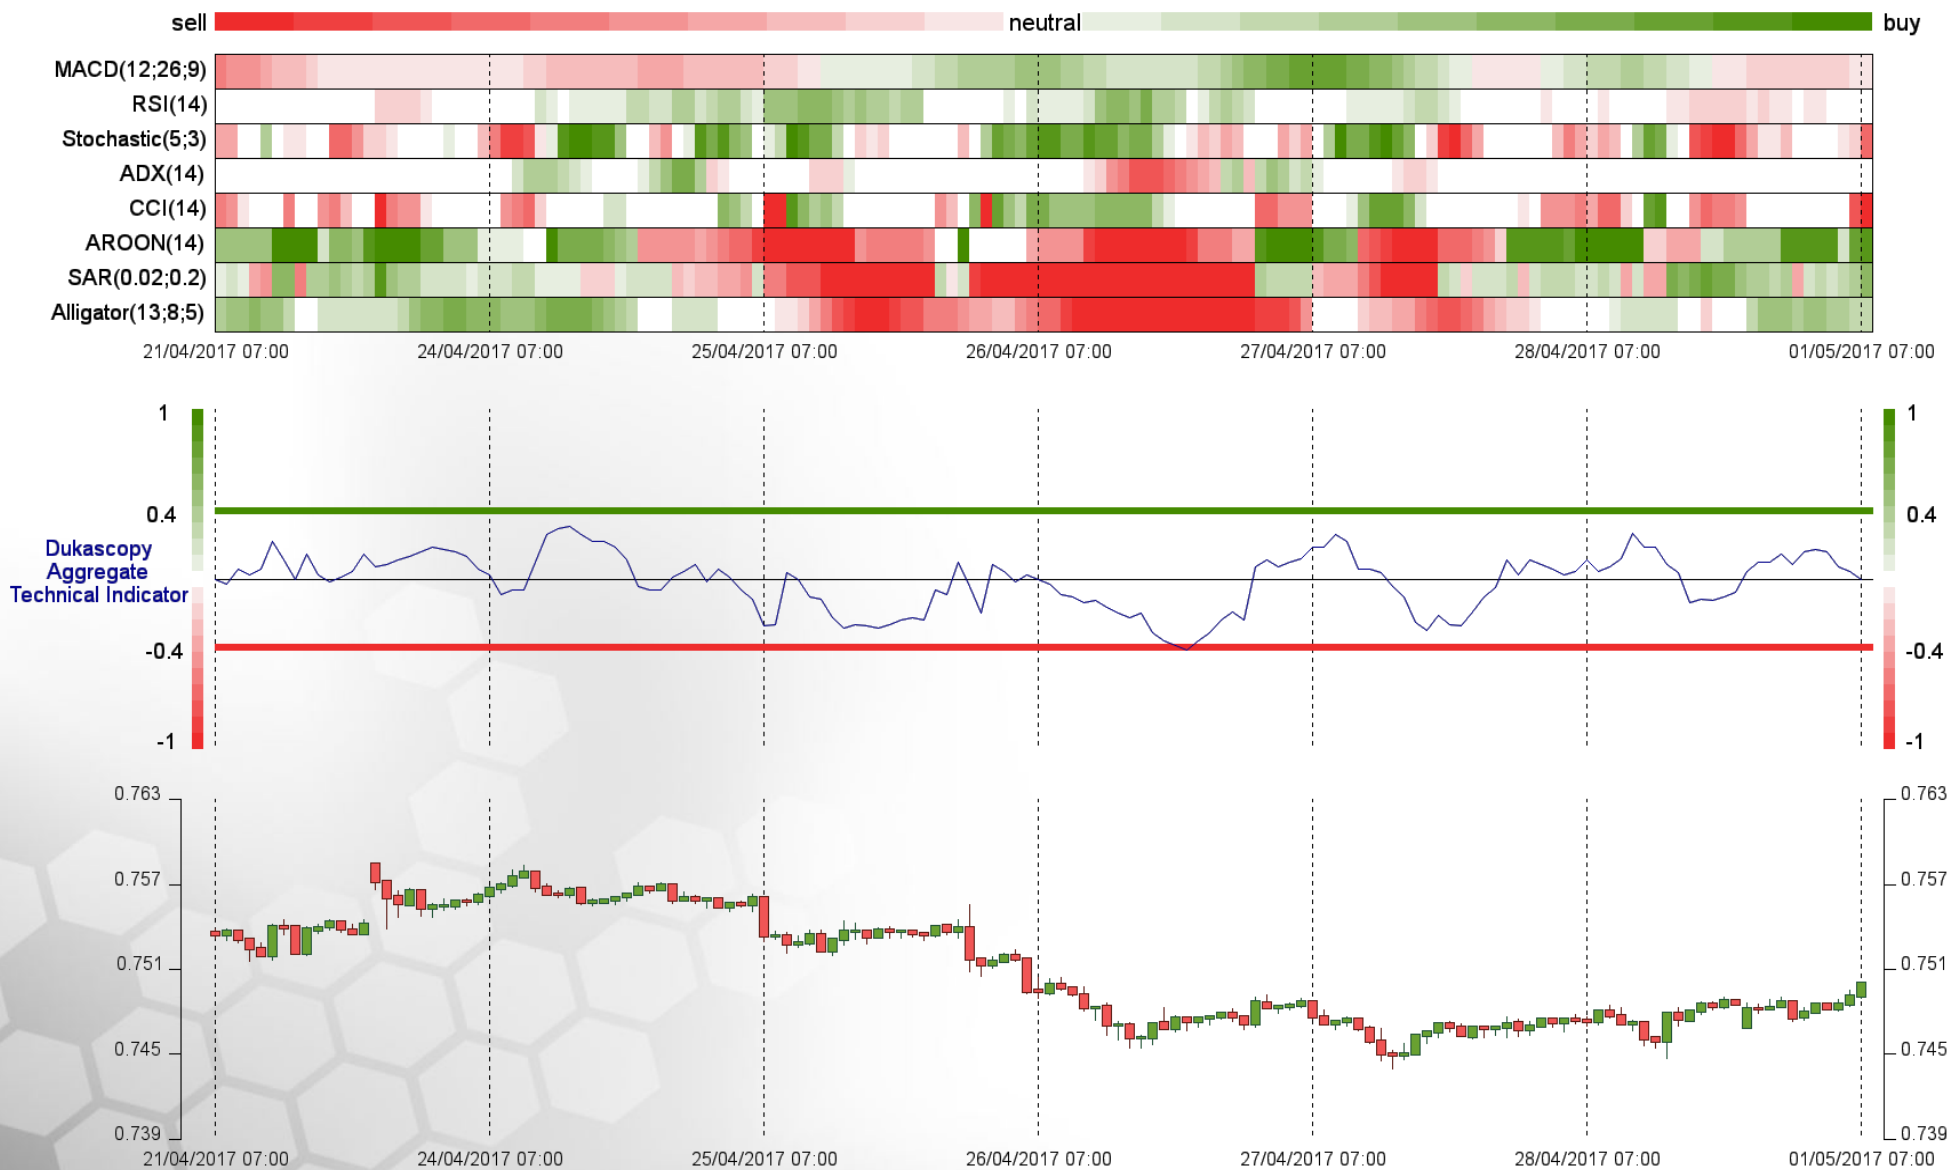 sell neutral buy
MACD(12;26;9)
RSI(14)
Stochastic(5;3)
ADX(14)
CCI(14)
AROON(14)
SAR(0.02;0.2)
Alligator(13;8;5)
21/04/2017 07:00 24/04/2017 07:00 25/04/2017 07:00 26/04/2017 07:00 27/04/2017 07:00 28/04/2017 07:00 01/05/2017 07:00
1 1
0.4 0.4
Dukascopy
Aggregate
Technical Indicator
-0.4 -0.4
-1 -1
0.763 0.763
0.757 0.757
0.751 0.751
0.745 0.745
0.739 0.739
21/04/2017 07:00 24/04/2017 07:00 25/04/2017 07:00 26/04/2017 07:00 27/04/2017 07:00 28/04/2017 07:00 01/05/2017 07:00